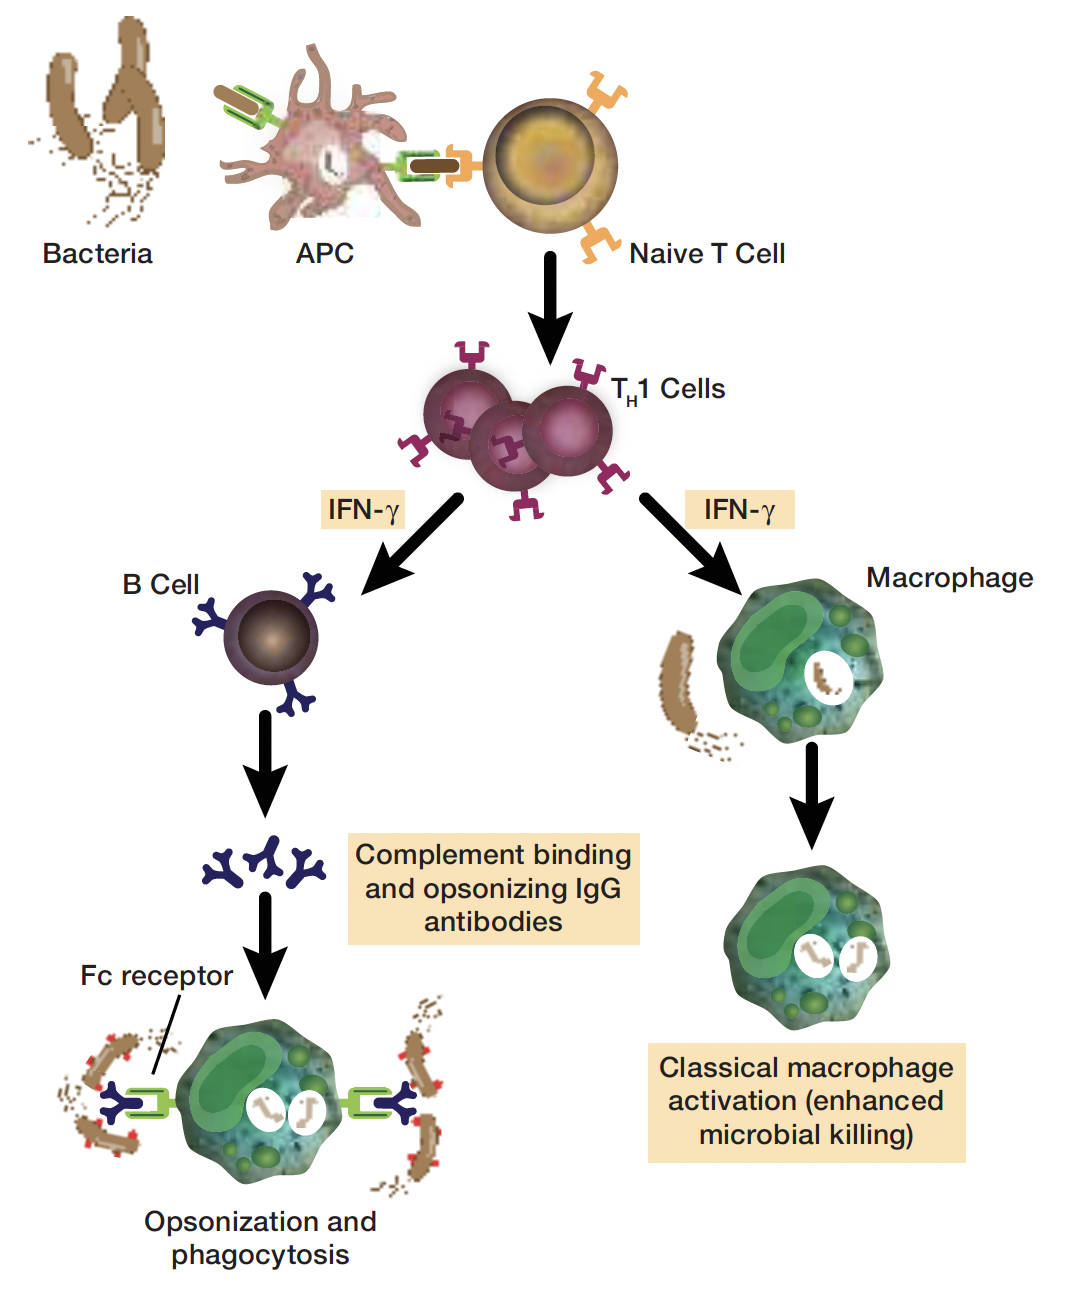 Bacteria
APC
Naive T Cell
TH1 Cells
IFN-γ
IFN-γ
B Cell
Macrophage
Complement binding
and opsonizing IgG
antibodies
Fc receptor
Classical macrophage
activation (enhanced
microbial killing)
Opsonization and
phagocytosis